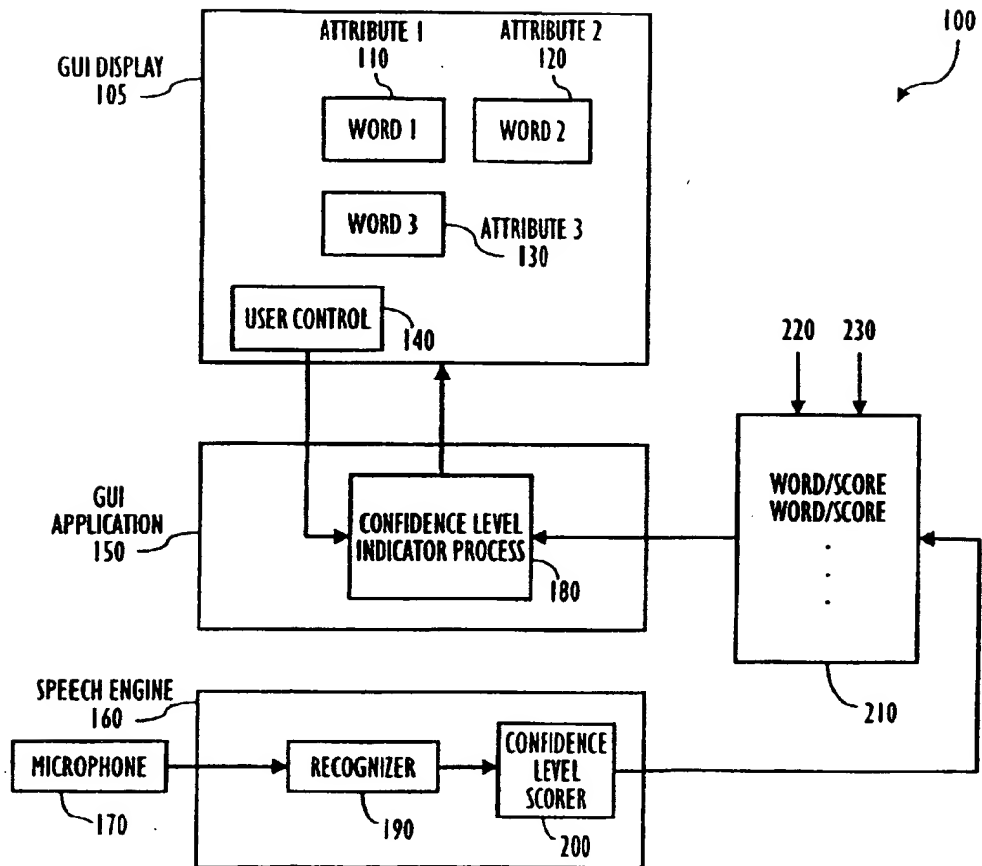 100
ATTRIBUTE 1
110
ATTRIBUTE 2
120
GUI DISPLAY
105
WORD 1
WORD 2
WORD 3
ATTRIBUTE 3
130
USER CONTROL
140
220
230
GUI
APPLICATION
150
CONFIDENCE LEVEL
INDICATOR PROCESS
180
WORD/SCORE
WORD/SCORE
.
.
.
210
SPEECH ENGINE
160
MICROPHONE
170
RECOGNIZER
190
CONFIDENCE
LEVEL
SCORER
200